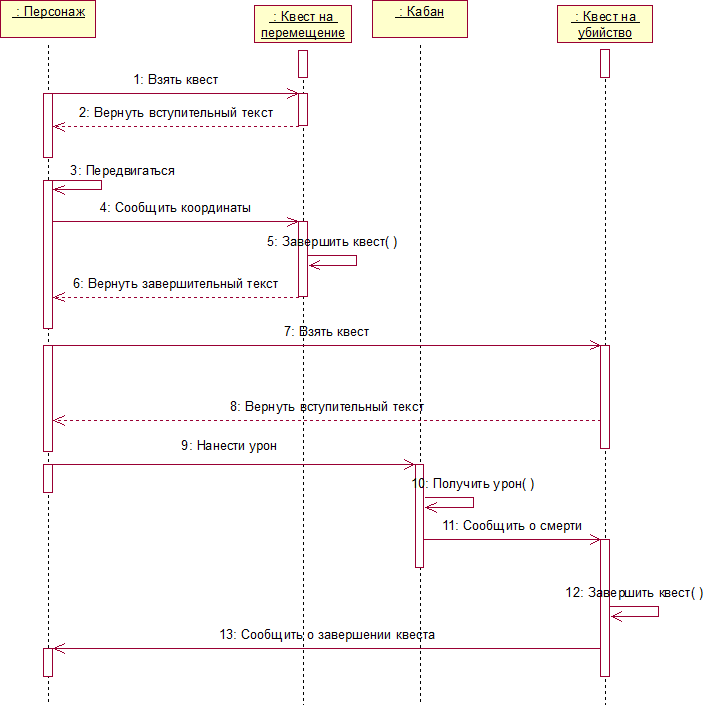 : Персонаж
: Квест на
перемещение
: Кабан
: Квест на
убийство
1: Взять квест
2: Вернуть вступительный текст
3: Передвигаться
4: Сообщить координаты
5: Завершить квест( )
6: Вернуть завершительный текст
7: Взять квест
8: Вернуть вступительный текст
9: Нанести урон
10: Получить урон( )
11: Сообщить о смерти
12: Завершить квест( )
13: Сообщить о завершении квеста